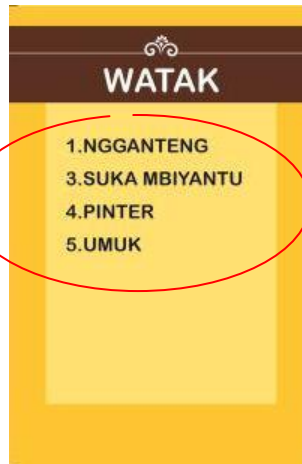 WATAK
1.NGGANTENG
3.SUKA MBIYANTU
4.PINTER
5.UMUK